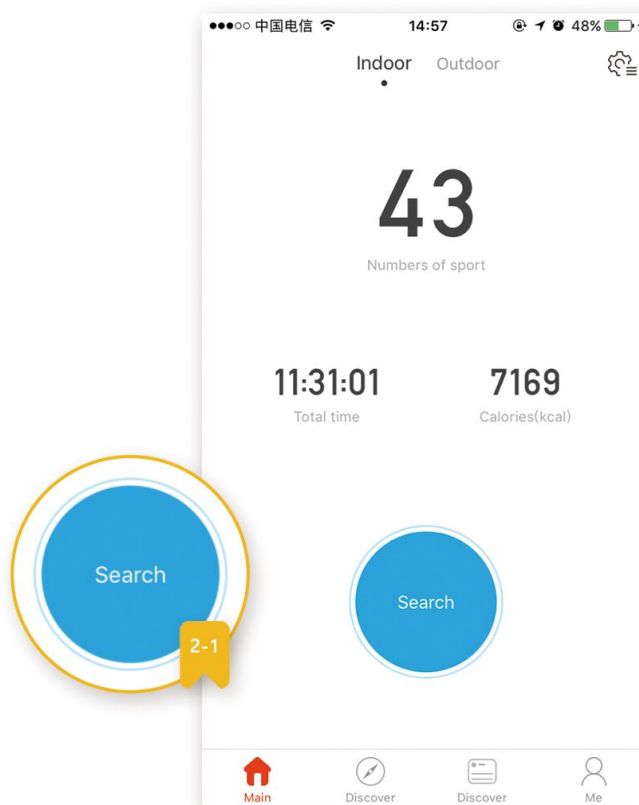 中国电信 14:57 48%
Indoor Outdoor
43
Numbers of sport
11:31:01 7169
Total time Calories(kcal)
Search
Search
2-1
Main Discover Discover Me